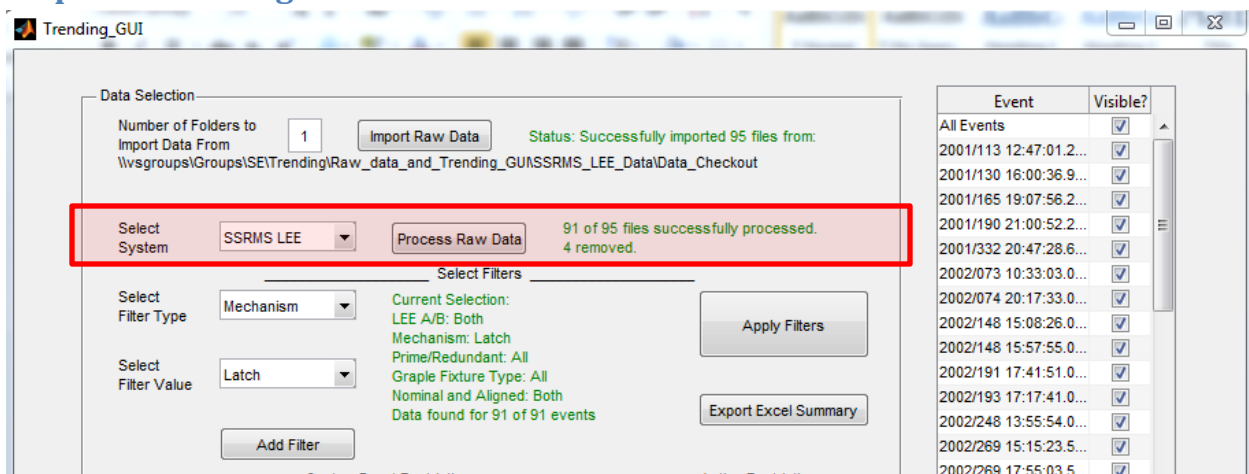 Trending_GUI
Data Selection
Number of Folders to
Import Data From
1
Import Raw Data
Status: Successfully imported 95 files from:
\\vsgroups\Groups\SE\Trending\Raw_data_and_Trending_GUI\SSRMS_LEE_Data\Data_Checkout
Select
System
SSRMS LEE
Process Raw Data
91 of 95 files successfully processed.
4 removed.
Select Filters
Select
Filter Type
Mechanism
Current Selection:
LEE A/B: Both
Mechanism: Latch
Prime/Redundant: All
Graple Fixture Type: All
Nominal and Aligned: Both
Data found for 91 of 91 events
Apply Filters
Select
Filter Value
Latch
Export Excel Summary
Add Filter
Event Visible?
All Events
2001/113 12:47:01.2...
2001/130 16:00:36.9...
2001/165 19:07:56.2...
2001/190 21:00:52.2...
2001/332 20:47:28.6...
2002/073 10:33:03.0...
2002/074 20:17:33.0...
2002/148 15:08:26.0...
2002/148 15:57:55.0...
2002/191 17:41:51.0...
2002/193 17:17:41.0...
2002/248 13:55:54.0...
2002/269 15:15:23.5...
2002/269 17:55:03.5...